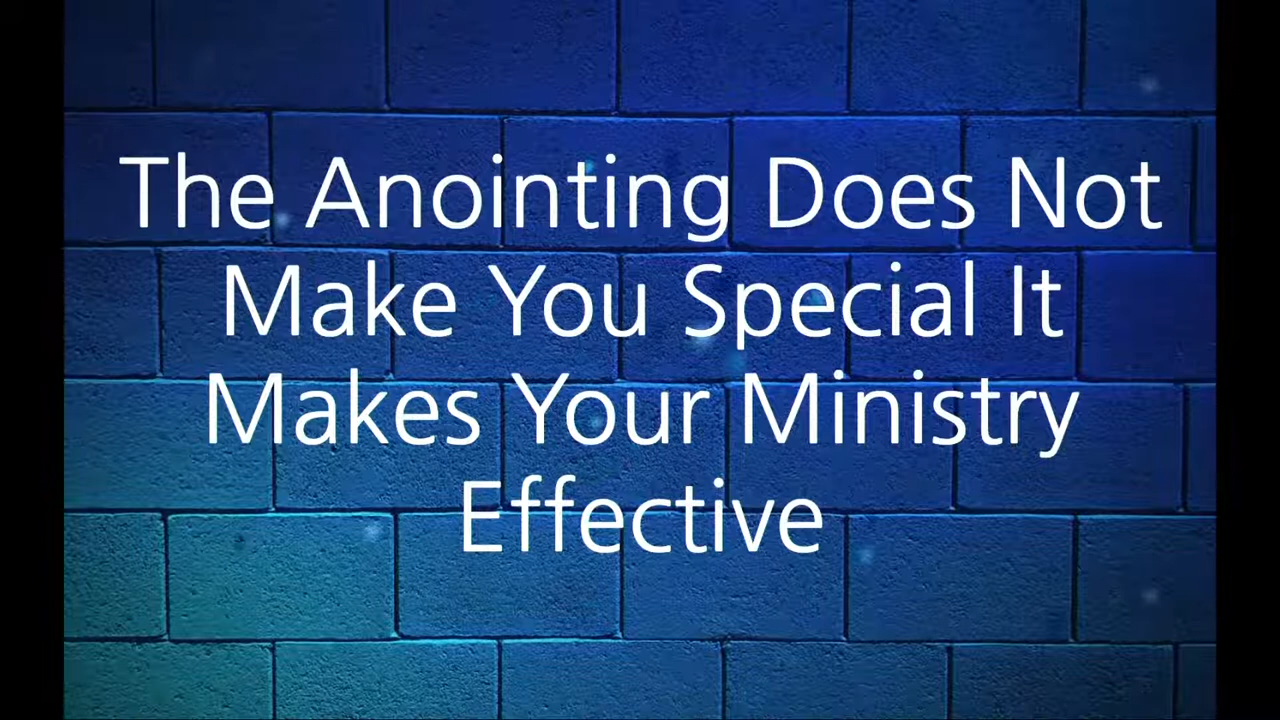 The Anointing Does Not
Make You Special It
Makes Your Ministry
Effective